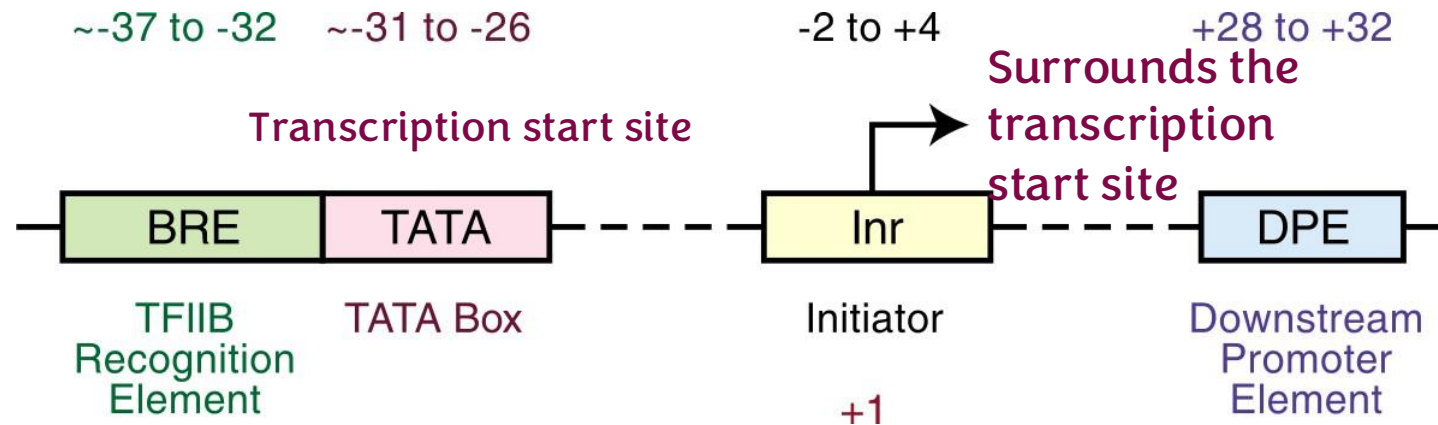 ~-37 to -32
~-31 to -26
-2 to +4
+28 to +32
Transcription start site
Surrounds the
transcription
start site
BRE
TATA
Inr
DPE
TFIIB
Recognition
Element
TATA Box
Initiator
+1
Downstream
Promoter
Element